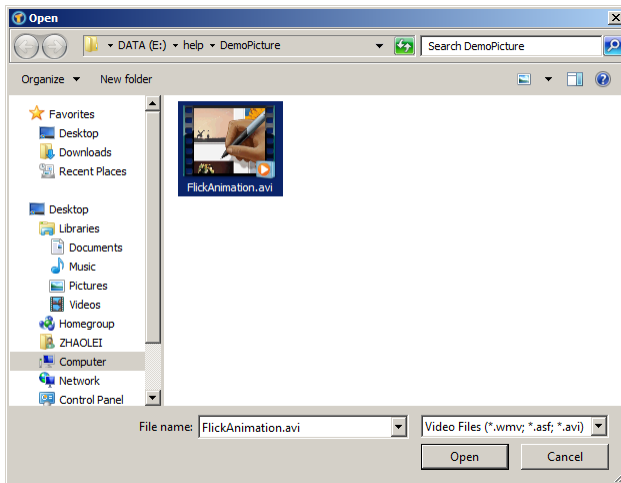 Open
DATA (E:) help DemoPicture
Search DemoPicture
Organize
New folder
Favorites
Desktop
Downloads
Recent Places
Desktop
Libraries
Documents
Music
Pictures
Videos
Homegroup
ZHAOLEI
Computer
Network
Control Panel
FlickAnimation.avi
File name: FlickAnimation.avi
Video Files (*.wmv; *.asf; *.avi)
Open
Cancel